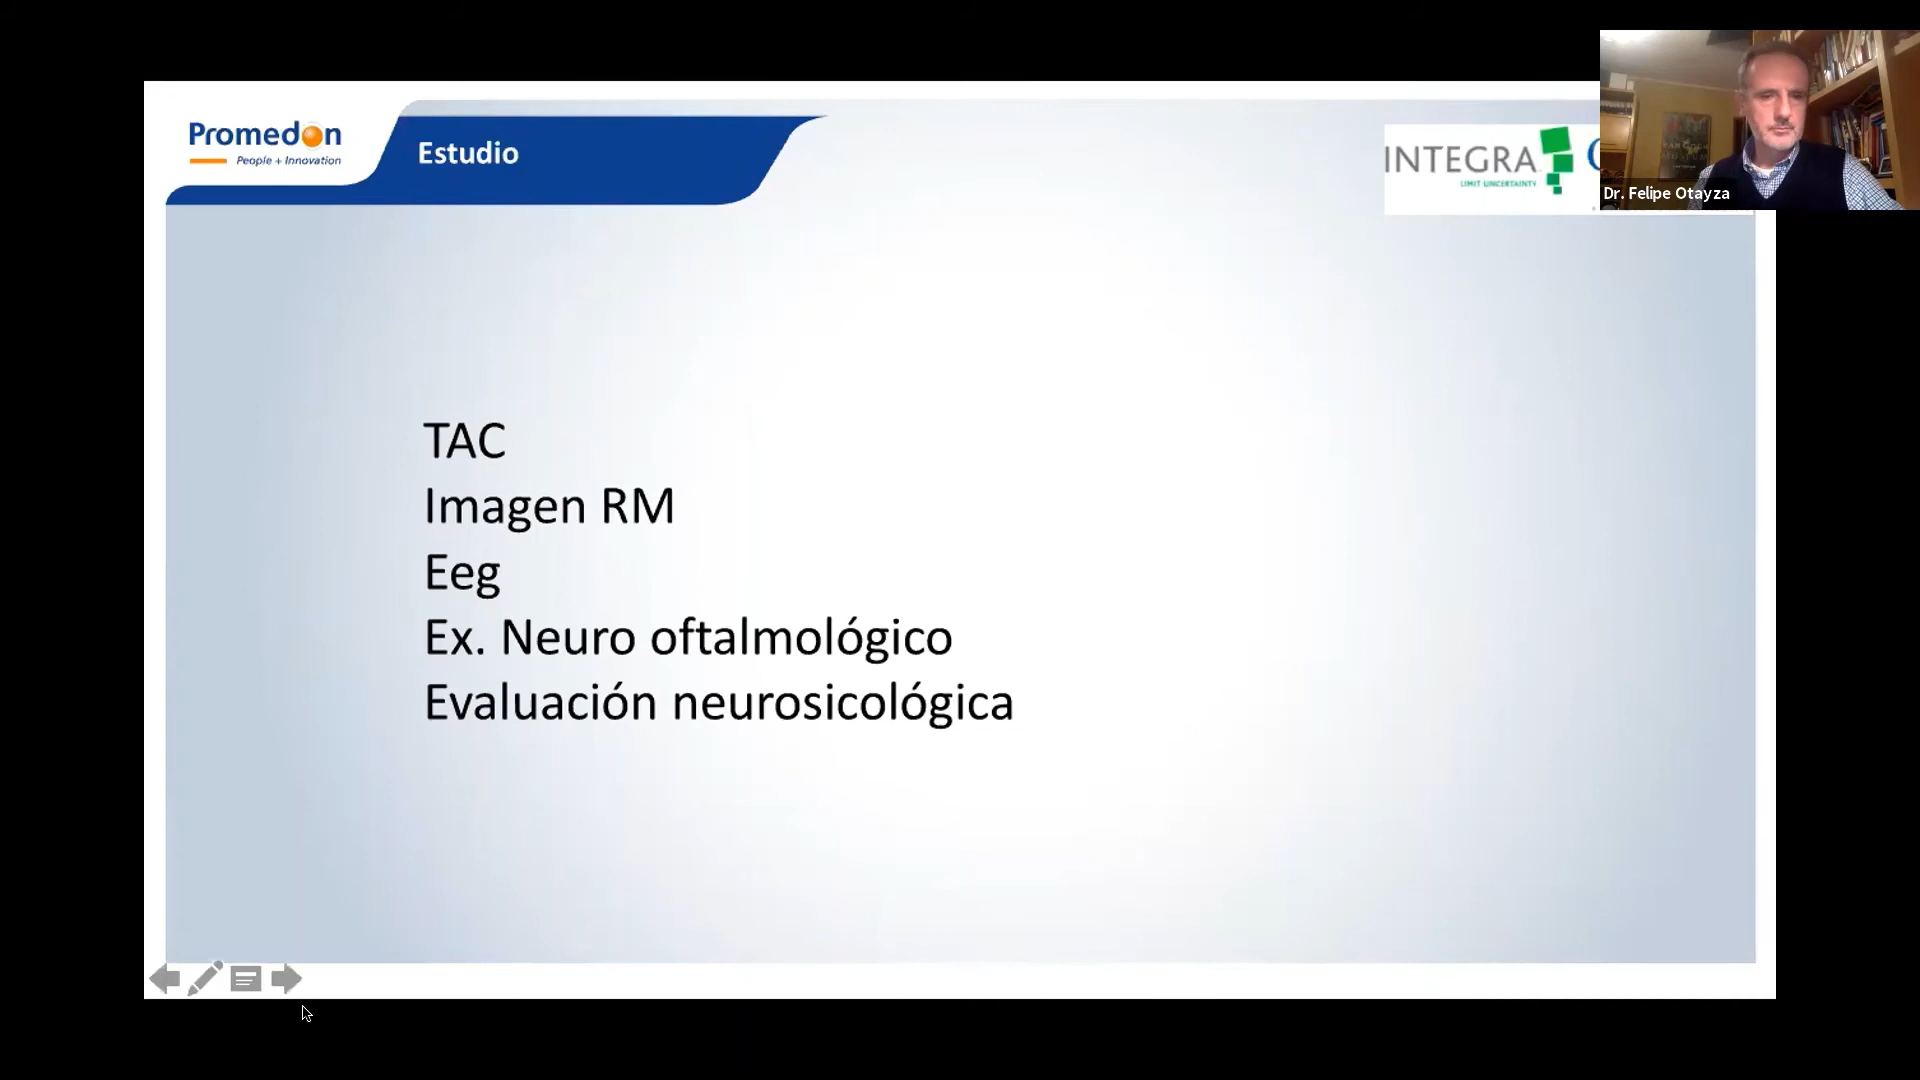 Promedon
People + Innovation
Estudio
INTEGRA
LIMIT UNCERTAINTY
Dr. Felipe Otayza
TAC
Imagen RM
Eeg
Ex. Neuro oftalmológico
Evaluación neurosicológica